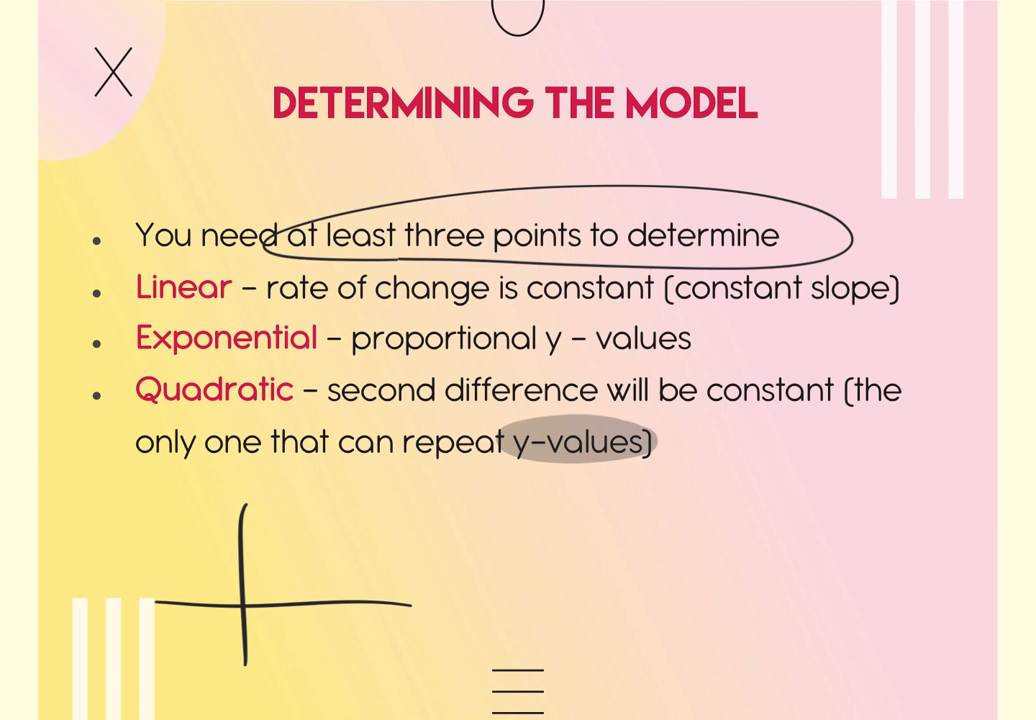 DETERMINING THE MODEL
• You need at least three points to determine
• Linear – rate of change is constant (constant slope)
• Exponential – proportional y – values
• Quadratic – second difference will be constant (the
only one that can repeat y–values)